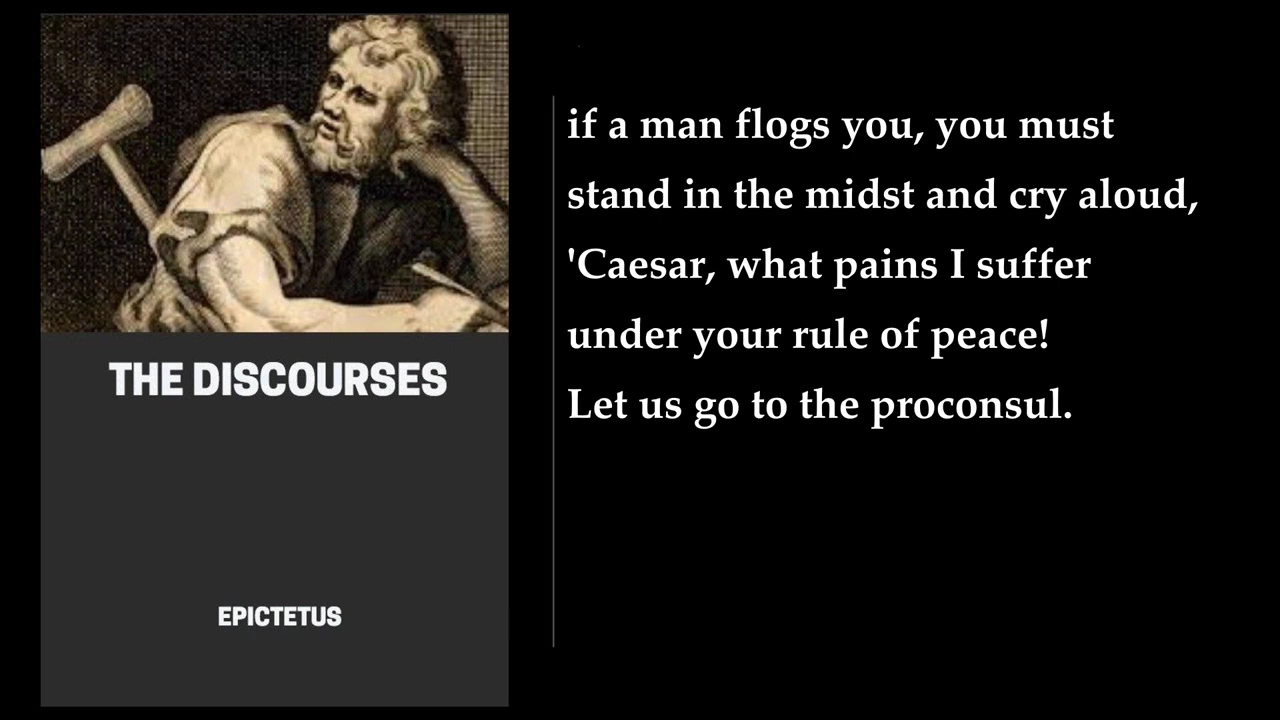 THE DISCOURSES
EPICTETUS
if a man flogs you, you must
stand in the midst and cry aloud,
'Caesar, what pains I suffer
under your rule of peace!
Let us go to the proconsul.